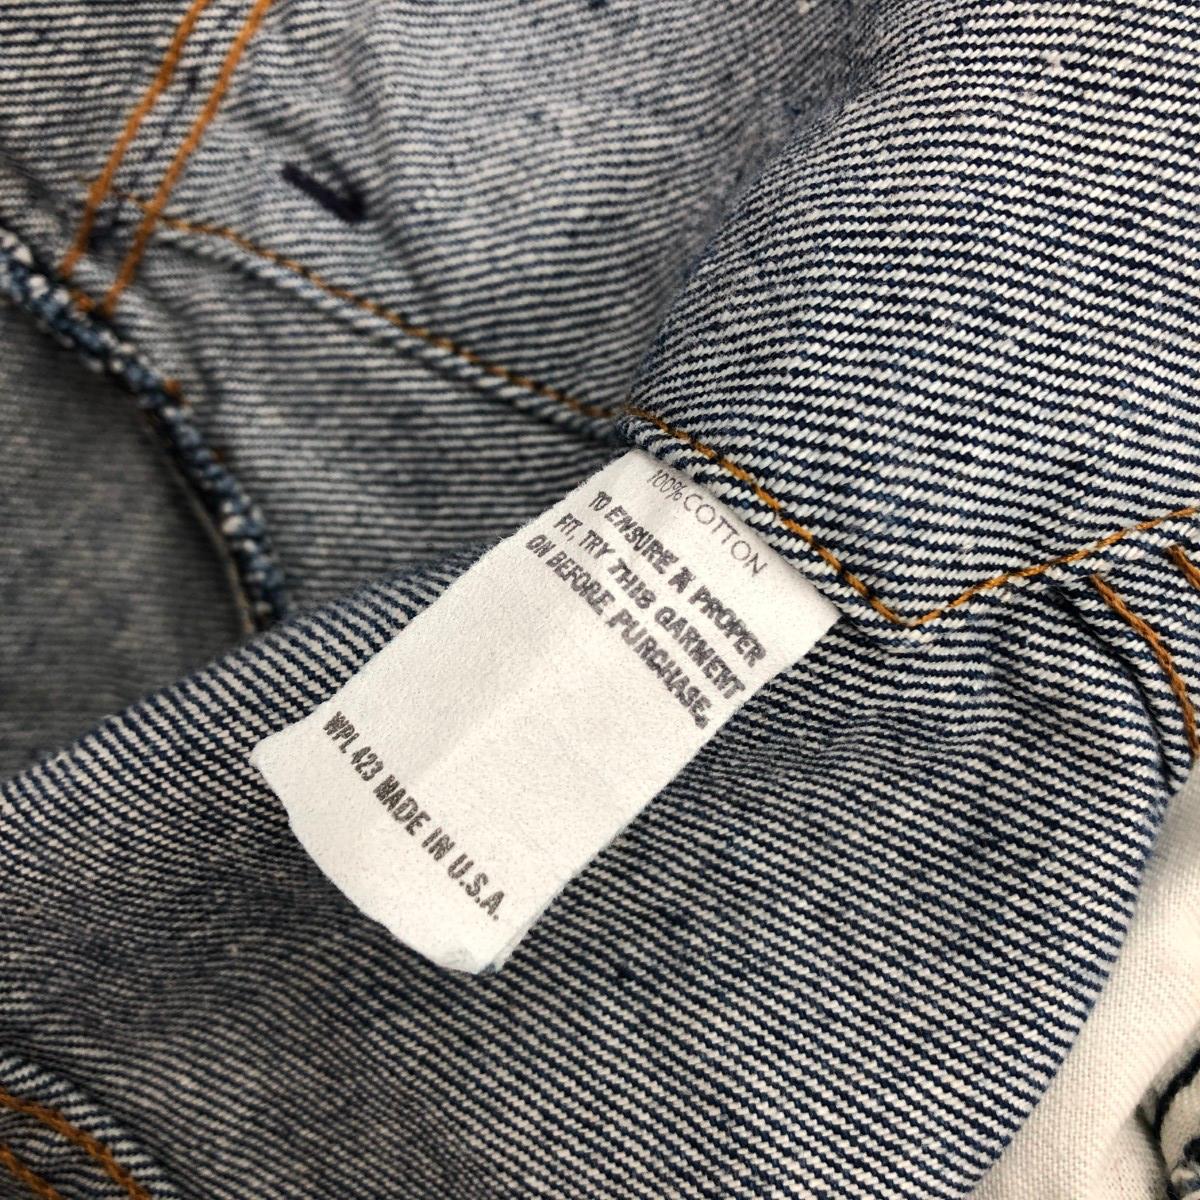 100% COTTON
TO ENSURE A PROPER
FIT, TRY THIS GARMENT
ON BEFORE PURCHASE.
WPL 423 MADE IN U.S.A.